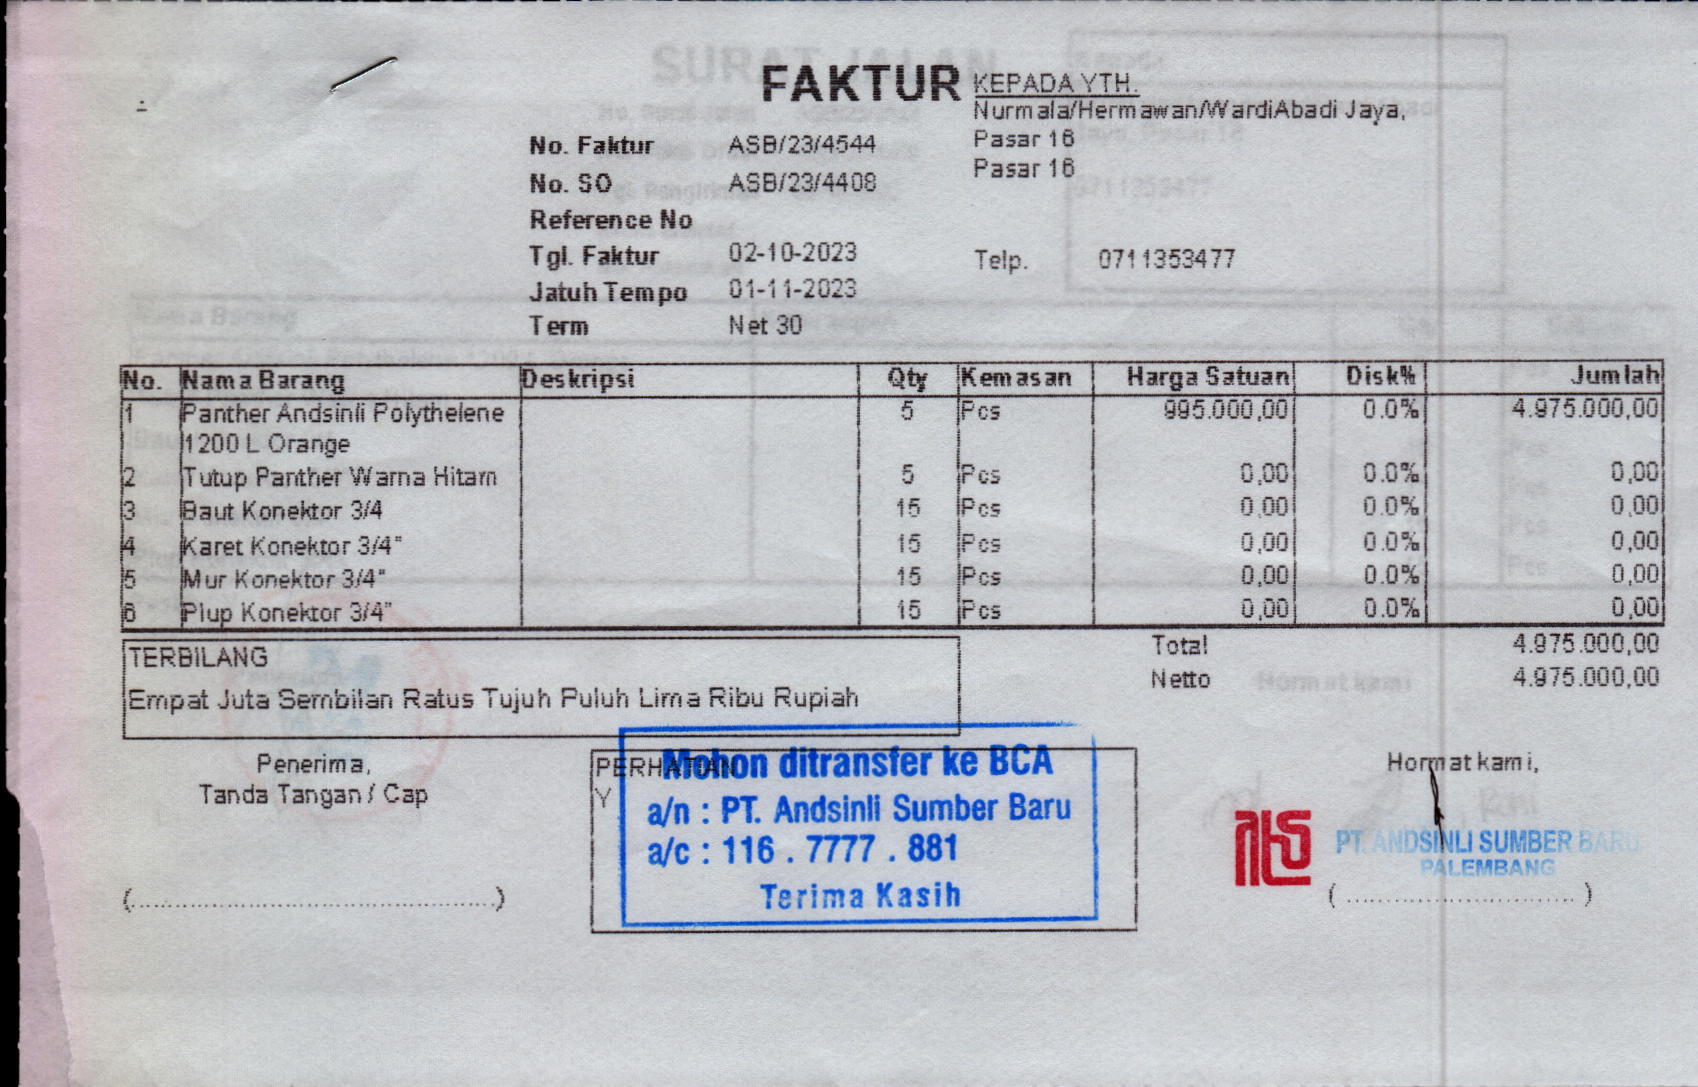 FAKTUR
KEPADA YTH.
Nurmala/Hermawan/WardiAbadi Jaya,
Pasar 16
Pasar 16
Telp. 0711353477
No. Faktur ASB/23/4544
No. SO ASB/23/4408
Reference No
Tgl. Faktur 02-10-2023
Jatuh Tempo 01-11-2023
Term Net 30
No. Nama Barang Deskripsi Qty Kemasan Harga Satuan Disk% Jumlah
1 Panther Andsinli Polythelene 5 Pcs 995.000,00 0.0% 4.975.000,00
1200 L Orange
2 Tutup Panther Warna Hitam 5 Pcs 0,00 0.0% 0,00
3 Baut Konektor 3/4 15 Pcs 0,00 0.0% 0,00
4 Karet Konektor 3/4" 15 Pcs 0,00 0.0% 0,00
5 Mur Konektor 3/4" 15 Pcs 0,00 0.0% 0,00
6 Plup Konektor 3/4" 15 Pcs 0,00 0.0% 0,00
Total 4.975.000,00
Netto 4.975.000,00
TERBILANG
Empat Juta Sembilan Ratus Tujuh Puluh Lima Ribu Rupiah
Penerima,
Tanda Tangan / Cap
(................................................)
PERHATIAN
Y
Mohon ditransfer ke BCA
a/n : PT. Andsinli Sumber Baru
a/c : 116 . 7777 . 881
Terima Kasih
Hormat kami,
PT. ANDSINLI SUMBER BARU
PALEMBANG
( .............................. )